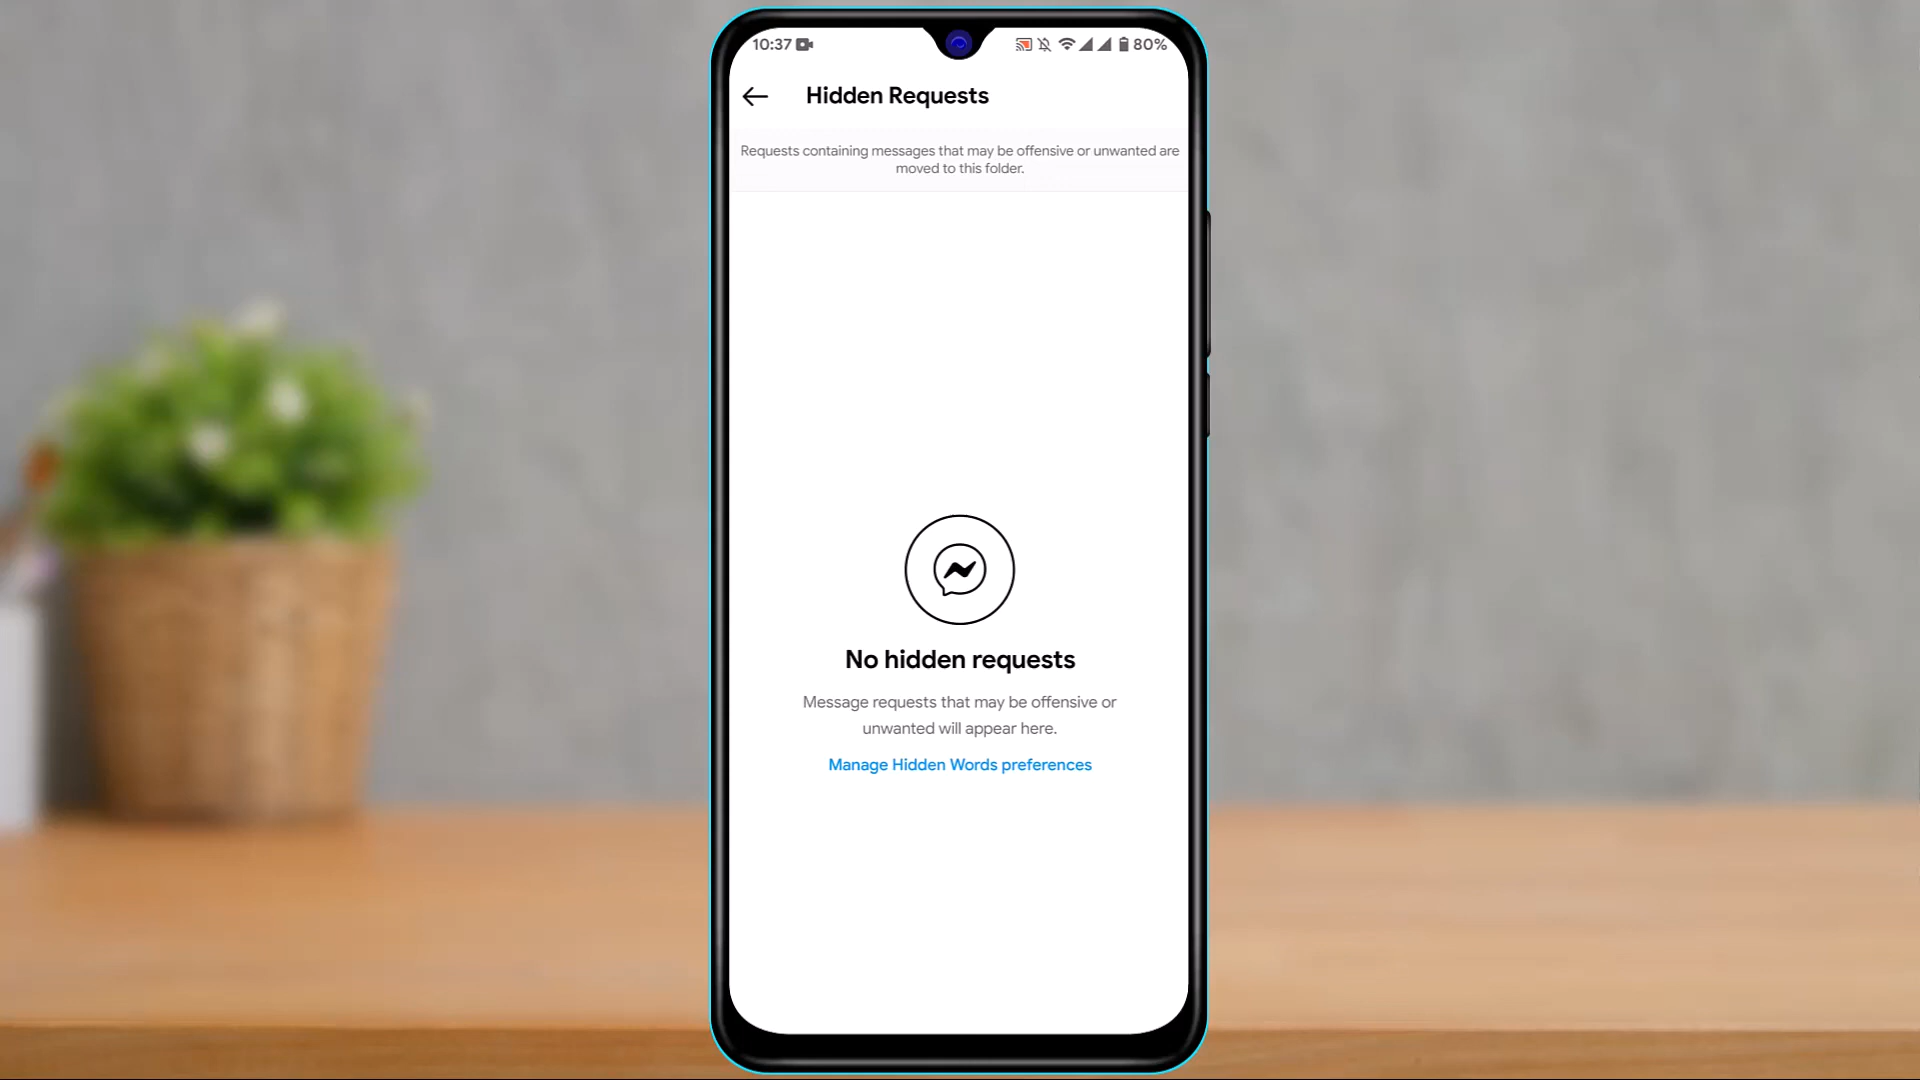 10:37 80%
Hidden Requests
Requests containing messages that may be offensive or unwanted are
moved to this folder.
No hidden requests
Message requests that may be offensive or
unwanted will appear here.
Manage Hidden Words preferences